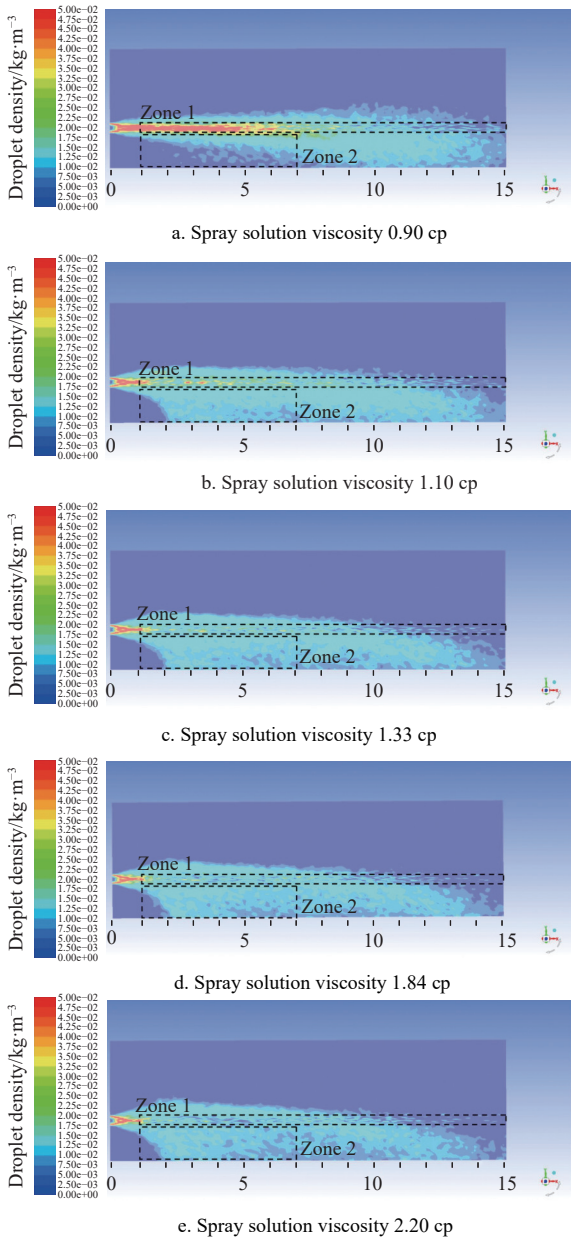 Droplet density/kg·m⁻³
5.00e−02
4.75e−02
4.50e−02
4.25e−02
4.00e−02
3.75e−02
3.50e−02
3.25e−02
3.00e−02
2.75e−02
2.50e−02
2.25e−02
2.00e−02
1.75e−02
1.50e−02
1.25e−02
1.00e−02
7.50e−03
5.00e−03
2.50e−03
0.00e+00
Zone 1
Zone 2
0 5 10 15
a. Spray solution viscosity 0.90 cp
Droplet density/kg·m⁻³
5.00e−02
4.75e−02
4.50e−02
4.25e−02
4.00e−02
3.75e−02
3.50e−02
3.25e−02
3.00e−02
2.75e−02
2.50e−02
2.25e−02
2.00e−02
1.75e−02
1.50e−02
1.25e−02
1.00e−02
7.50e−03
5.00e−03
2.50e−03
0.00e+00
Zone 1
Zone 2
0 5 10 15
b. Spray solution viscosity 1.10 cp
Droplet density/kg·m⁻³
5.00e−02
4.75e−02
4.50e−02
4.25e−02
4.00e−02
3.75e−02
3.50e−02
3.25e−02
3.00e−02
2.75e−02
2.50e−02
2.25e−02
2.00e−02
1.75e−02
1.50e−02
1.25e−02
1.00e−02
7.50e−03
5.00e−03
2.50e−03
0.00e+00
Zone 1
Zone 2
0 5 10 15
c. Spray solution viscosity 1.33 cp
Droplet density/kg·m⁻³
5.00e−02
4.75e−02
4.50e−02
4.25e−02
4.00e−02
3.75e−02
3.50e−02
3.25e−02
3.00e−02
2.75e−02
2.50e−02
2.25e−02
2.00e−02
1.75e−02
1.50e−02
1.25e−02
1.00e−02
7.50e−03
5.00e−03
2.50e−03
0.00e+00
Zone 1
Zone 2
0 5 10 15
d. Spray solution viscosity 1.84 cp
Droplet density/kg·m⁻³
5.00e−02
4.75e−02
4.50e−02
4.25e−02
4.00e−02
3.75e−02
3.50e−02
3.25e−02
3.00e−02
2.75e−02
2.50e−02
2.25e−02
2.00e−02
1.75e−02
1.50e−02
1.25e−02
1.00e−02
7.50e−03
5.00e−03
2.50e−03
0.00e+00
Zone 1
Zone 2
0 5 10 15
e. Spray solution viscosity 2.20 cp